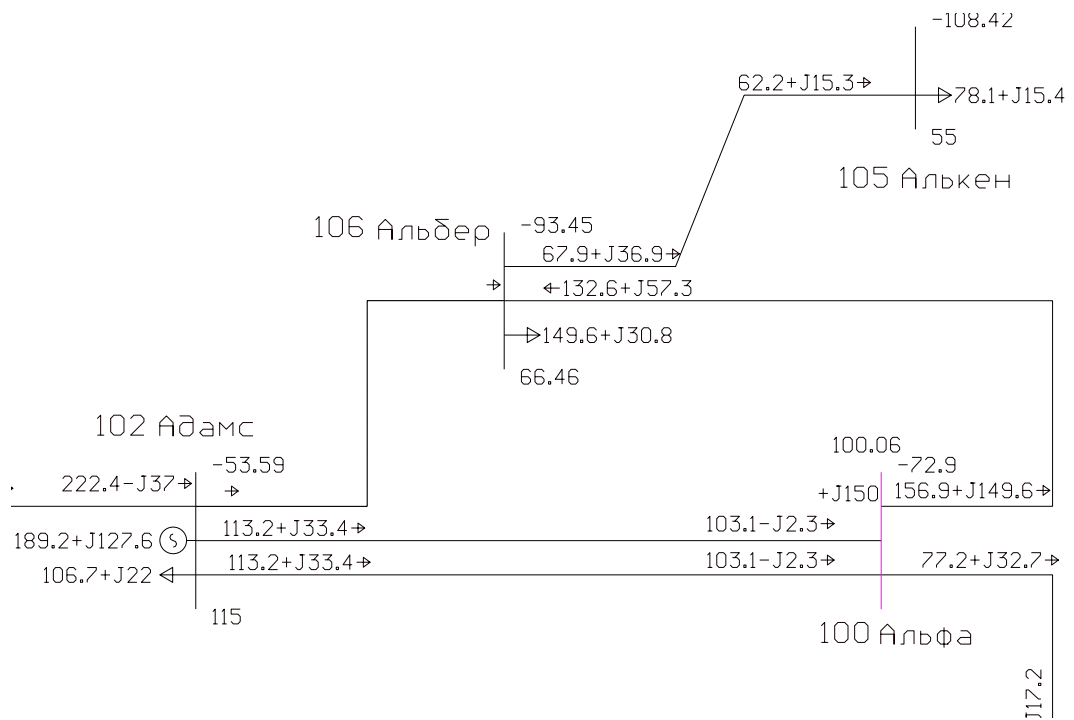 -108.42
62.2+J15.3
78.1+J15.4
55
105 Алькен
106 Альбер
-93.45
67.9+J36.9
132.6+J57.3
149.6+J30.8
66.46
102 Адамс
100.06
-53.59
-72.9
222.4-J37
+J150
156.9+J149.6
113.2+J33.4
103.1-J2.3
189.2+J127.6
S
113.2+J33.4
103.1-J2.3
77.2+J32.7
106.7+J22
115
100 Альфа
J17.2